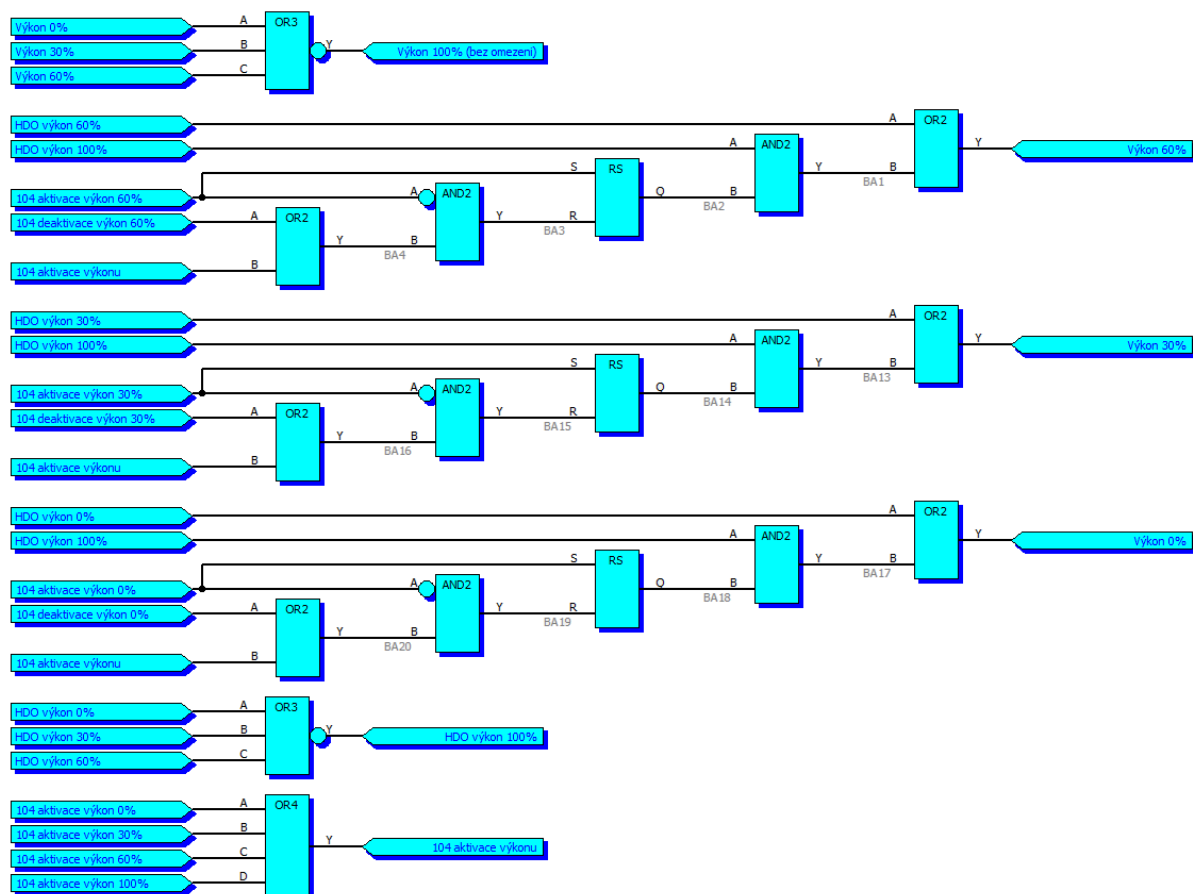 Výkon 0% A OR3
Výkon 30% B Y Výkon 100% (bez omezení)
Výkon 60% C
HDO výkon 60% A OR2
HDO výkon 100% A AND2 Y Výkon 60%
S RS Y B
BA1
104 aktivace výkon 60% A AND2 Q B
BA2
104 deaktivace výkon 60% A OR2 Y R
BA3
Y B
BA4
104 aktivace výkonu B
HDO výkon 30% A OR2
HDO výkon 100% A AND2 Y Výkon 30%
S RS Y B
BA13
104 aktivace výkon 30% A AND2 Q B
BA14
104 deaktivace výkon 30% A OR2 Y R
BA15
Y B
BA16
104 aktivace výkonu B
HDO výkon 0% A OR2
HDO výkon 100% A AND2 Y Výkon 0%
S RS Y B
BA17
104 aktivace výkon 0% A AND2 Q B
BA18
104 deaktivace výkon 0% A OR2 Y R
BA19
Y B
BA20
104 aktivace výkonu B
HDO výkon 0% A OR3
HDO výkon 30% B Y HDO výkon 100%
HDO výkon 60% C
104 aktivace výkon 0% A OR4
104 aktivace výkon 30% B Y 104 aktivace výkonu
104 aktivace výkon 60% C
104 aktivace výkon 100% D